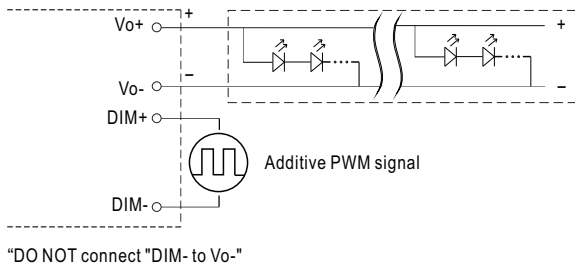 Vo+
+
+
Vo-
–
–
DIM+
Additive PWM signal
DIM-
“DO NOT connect "DIM- to Vo-"